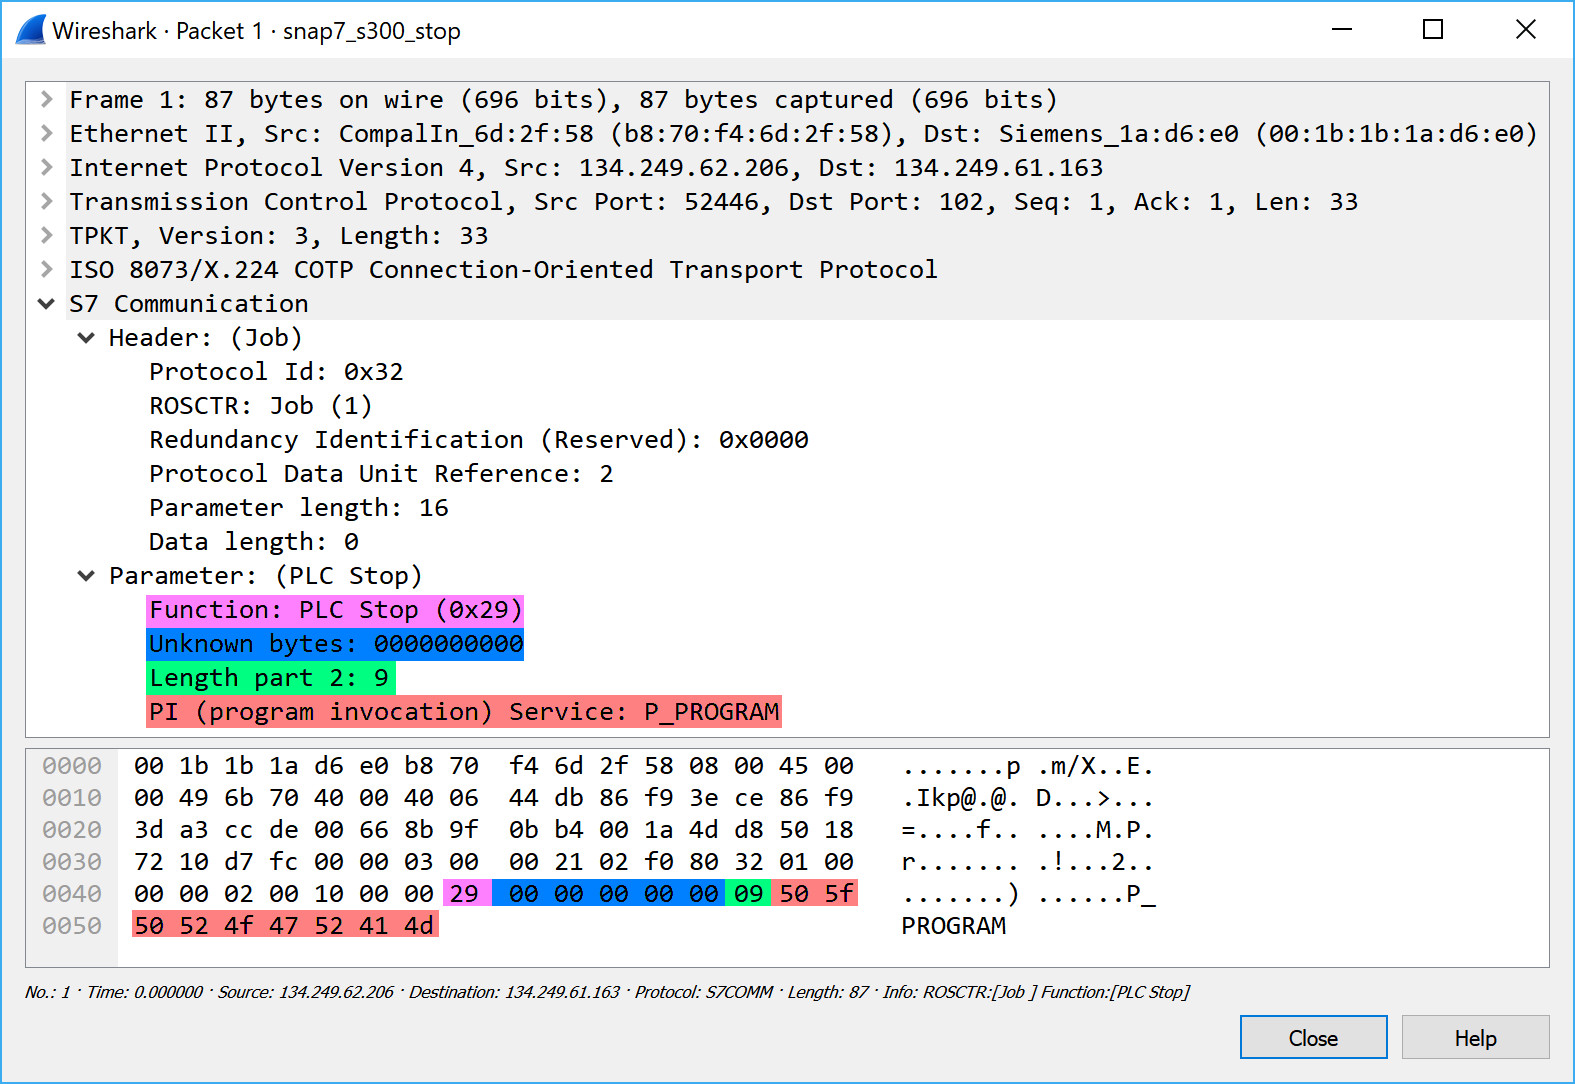 Wireshark · Packet 1 · snap7_s300_stop
Frame 1: 87 bytes on wire (696 bits), 87 bytes captured (696 bits)
Ethernet II, Src: CompalIn_6d:2f:58 (b8:70:f4:6d:2f:58), Dst: Siemens_1a:d6:e0 (00:1b:1b:1a:d6:e0)
Internet Protocol Version 4, Src: 134.249.62.206, Dst: 134.249.61.163
Transmission Control Protocol, Src Port: 52446, Dst Port: 102, Seq: 1, Ack: 1, Len: 33
TPKT, Version: 3, Length: 33
ISO 8073/X.224 COTP Connection-Oriented Transport Protocol
S7 Communication
Header: (Job)
Protocol Id: 0x32
ROSCTR: Job (1)
Redundancy Identification (Reserved): 0x0000
Protocol Data Unit Reference: 2
Parameter length: 16
Data length: 0
Parameter: (PLC Stop)
Function: PLC Stop (0x29)
Unknown bytes: 0000000000
Length part 2: 9
PI (program invocation) Service: P_PROGRAM
0000 00 1b 1b 1a d6 e0 b8 70 f4 6d 2f 58 08 00 45 00 .......p .m/X..E.
0010 00 49 6b 70 40 00 40 06 44 db 86 f9 3e ce 86 f9 .Ikp@.@. D...>...
0020 3d a3 cc de 00 66 8b 9f 0b b4 00 1a 4d d8 50 18 =....f.. ....M.P.
0030 72 10 d7 fc 00 00 03 00 00 21 02 f0 80 32 01 00 r....... .!...2..
0040 00 00 02 00 10 00 00 29 00 00 00 00 00 09 50 5f .......) ......P_
0050 50 52 4f 47 52 41 4d PROGRAM
No.: 1 · Time: 0.000000 · Source: 134.249.62.206 · Destination: 134.249.61.163 · Protocol: S7COMM · Length: 87 · Info: ROSCTR:[Job ] Function:[PLC Stop]
Close Help